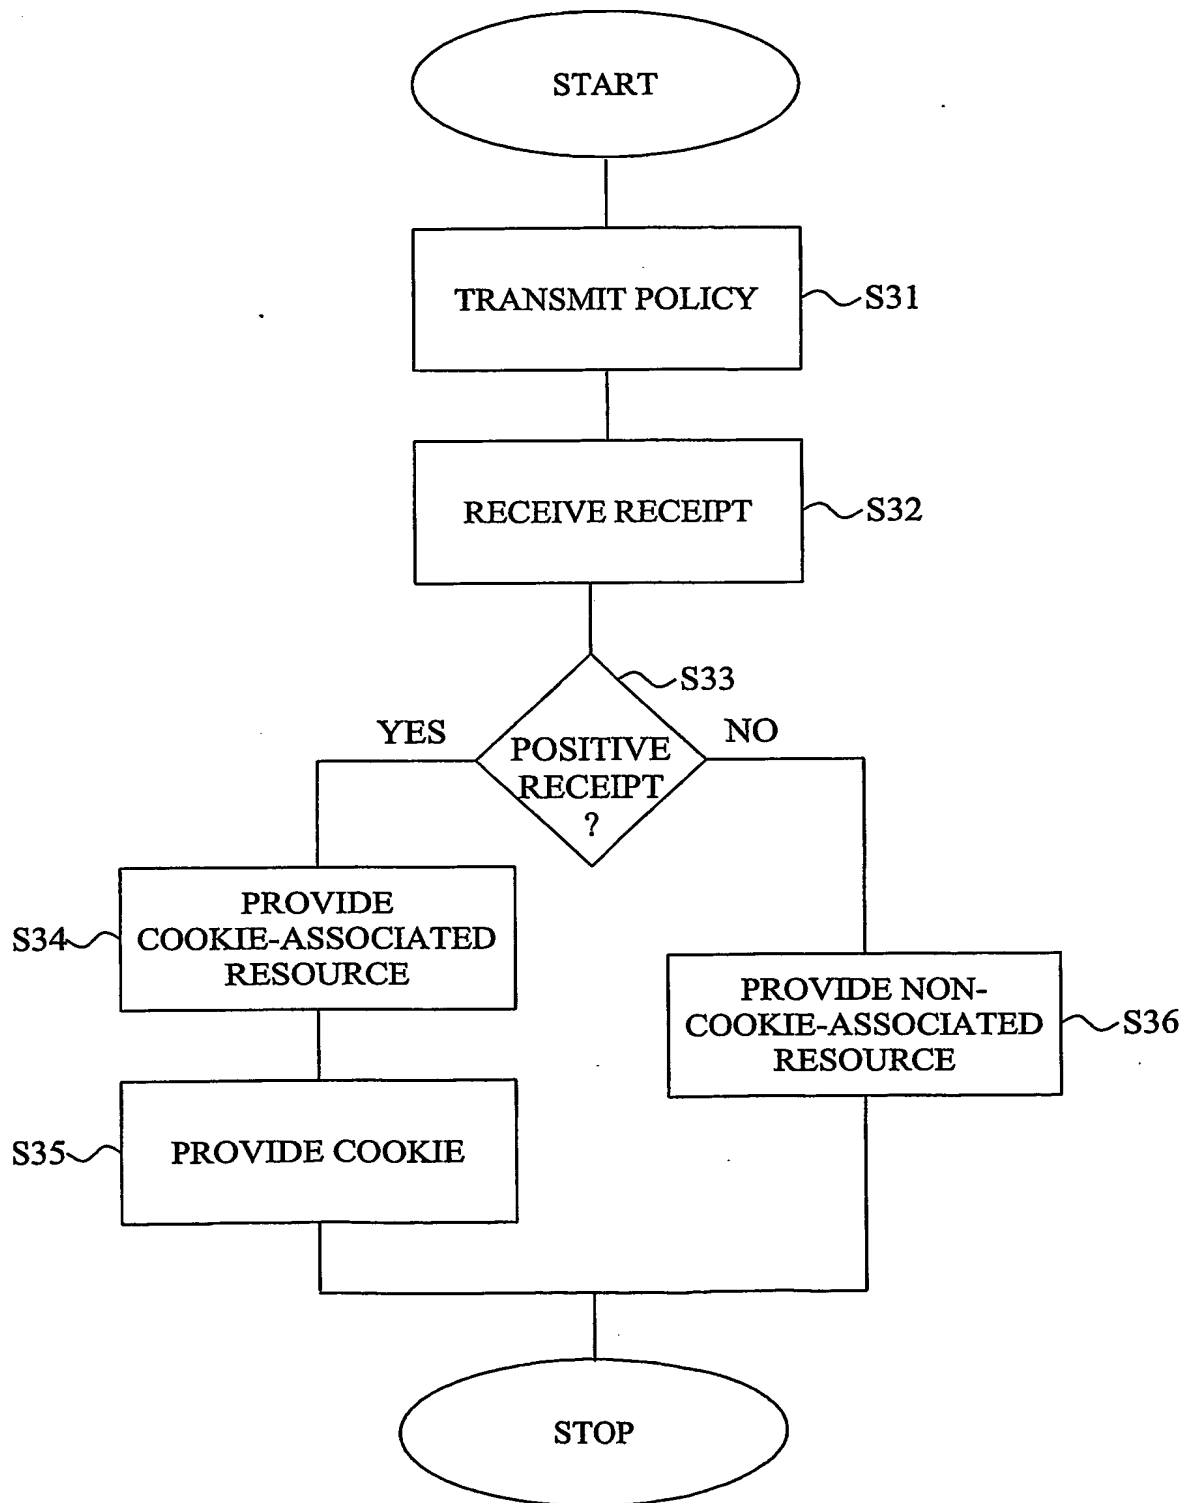 START
TRANSMIT POLICY
S31
RECEIVE RECEIPT
S32
S33
YES
NO
POSITIVE
RECEIPT
?
PROVIDE
COOKIE-ASSOCIATED
RESOURCE
S34
PROVIDE NON-
COOKIE-ASSOCIATED
RESOURCE
S36
PROVIDE COOKIE
S35
STOP